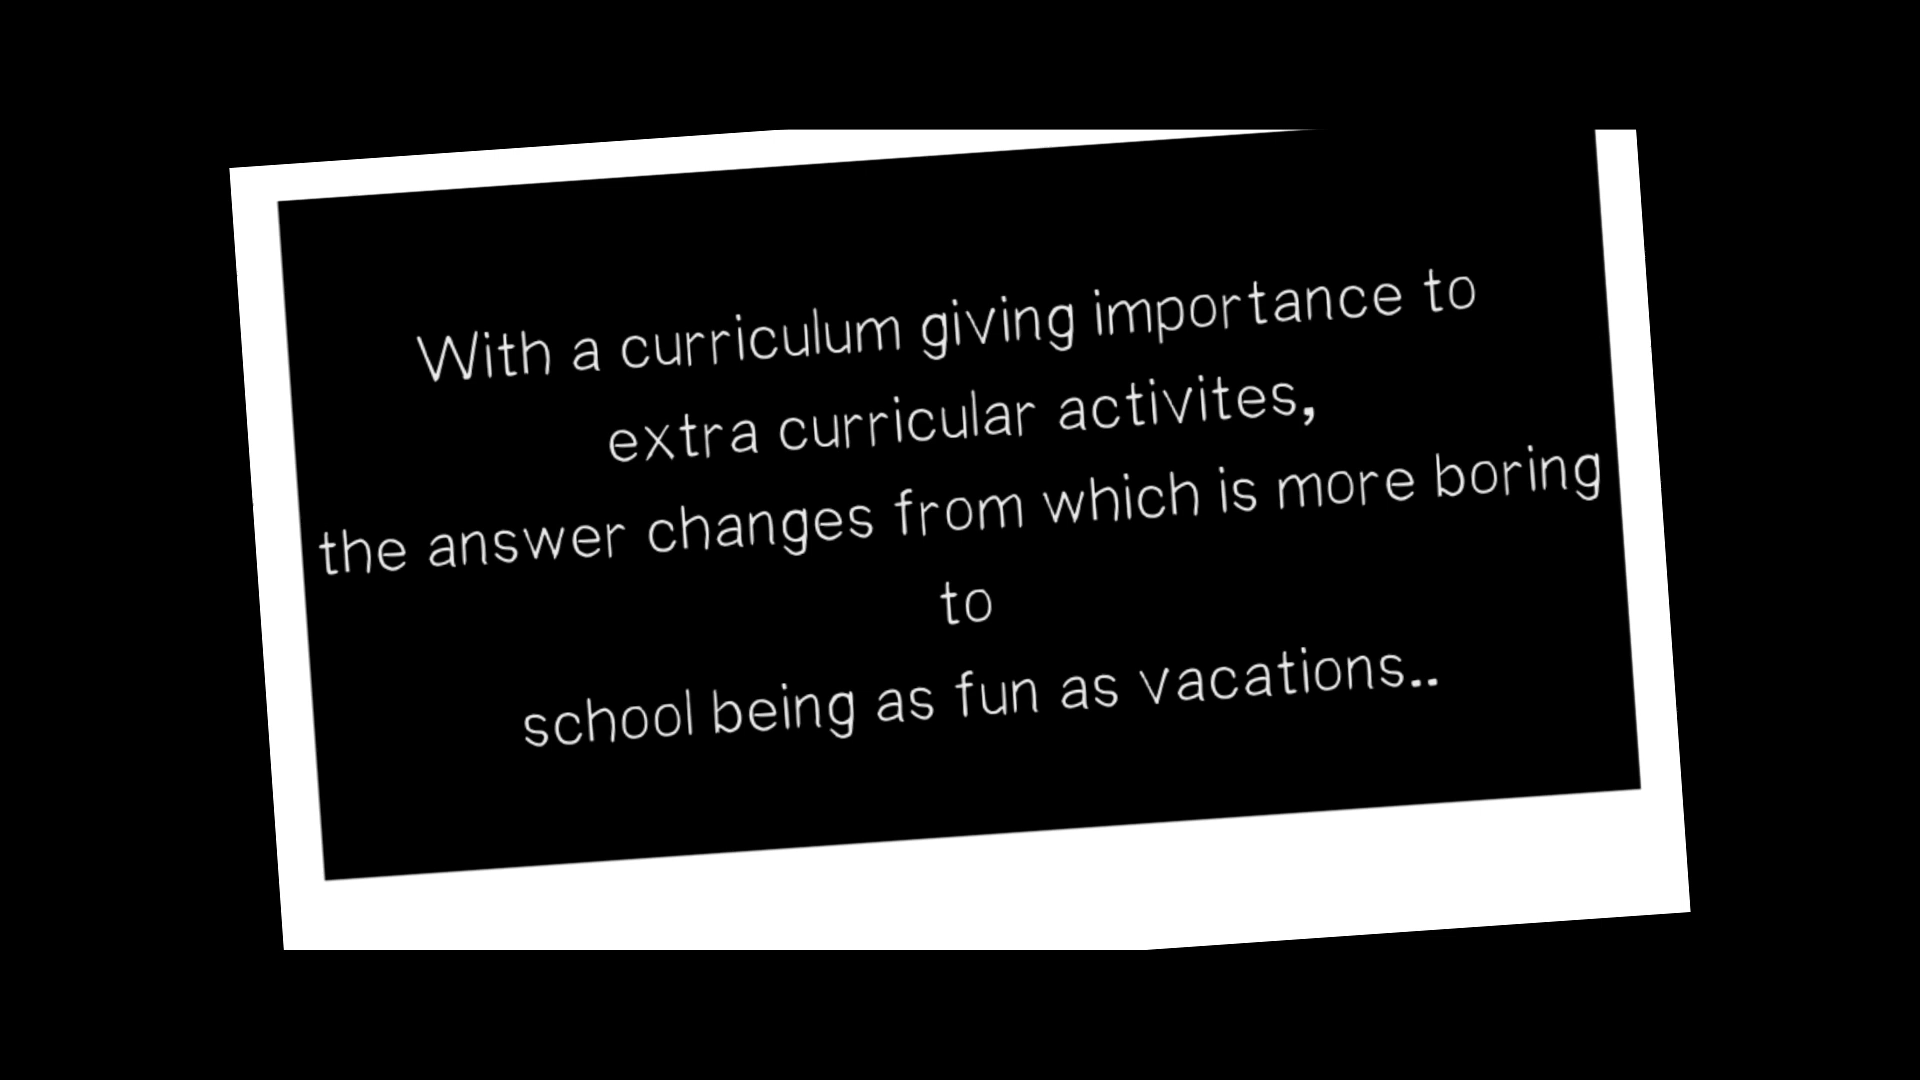 With a curriculum giving importance to
extra curricular activites,
the answer changes from which is more boring
to
school being as fun as vacations..